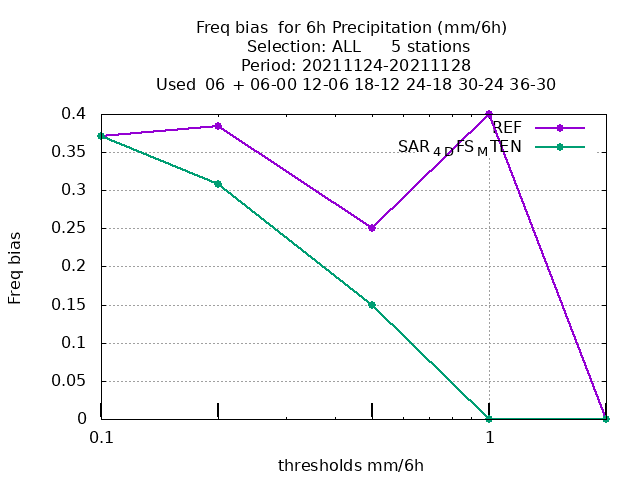 Freq bias  for 6h Precipitation (mm/6h)
Selection: ALL      5 stations
Period: 20211124-20211128
Used  06 + 06-00 12-06 18-12 24-18 30-24 36-30
REF
SAR4DFSMTEN
0.4
0.35
0.3
0.25
0.2
0.15
0.1
0.05
0
Freq bias
0.1
1
thresholds mm/6h